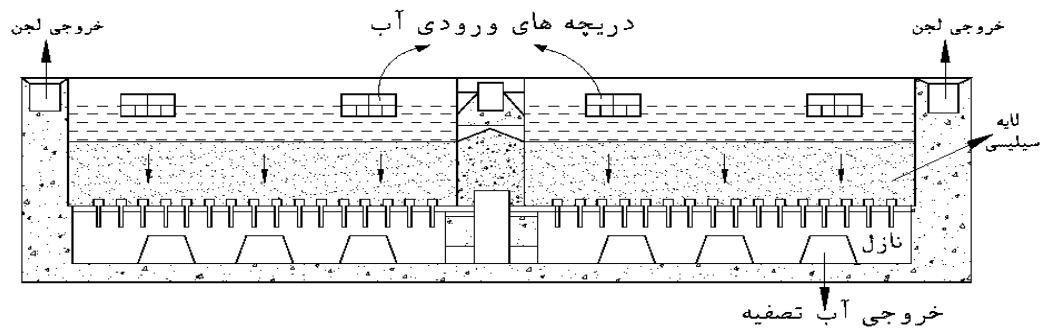 خروجی لجن
دریچه های ورودی آب
خروجی لجن
لایه
سیلیسی
نازل
خروجی آب تصفیه